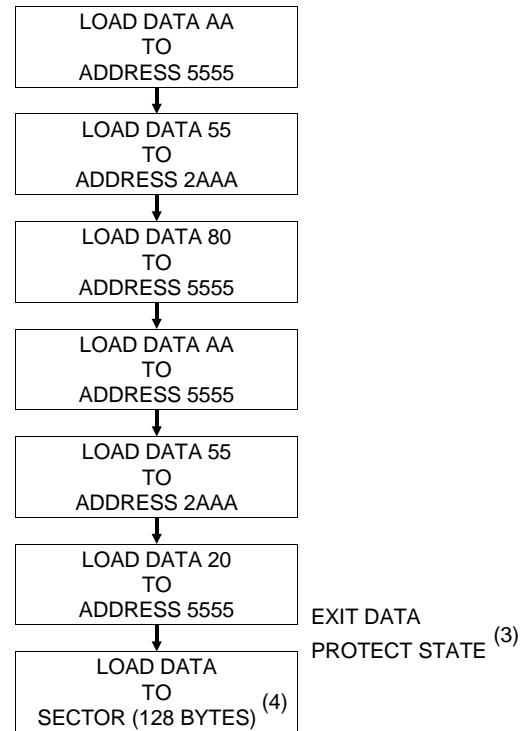 LOAD DATA AA
TO
ADDRESS 5555
LOAD DATA 55
TO
ADDRESS 2AAA
LOAD DATA 80
TO
ADDRESS 5555
LOAD DATA AA
TO
ADDRESS 5555
LOAD DATA 55
TO
ADDRESS 2AAA
LOAD DATA 20
TO
ADDRESS 5555
EXIT DATA
PROTECT STATE (3)
LOAD DATA
TO
SECTOR (128 BYTES) (4)